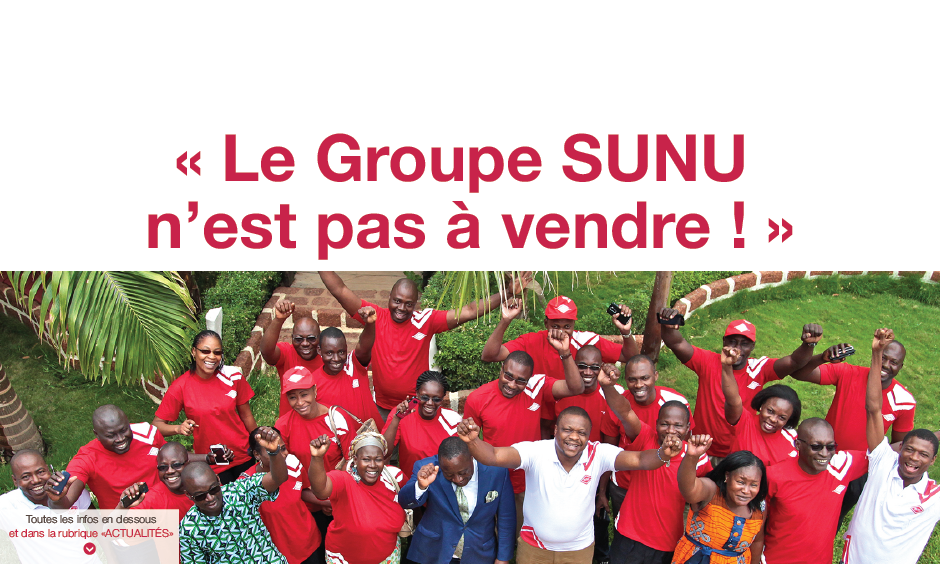 « Le Groupe SUNU
n’est pas à vendre ! »
Toutes les infos en dessous
et dans la rubrique «ACTUALITÉS»